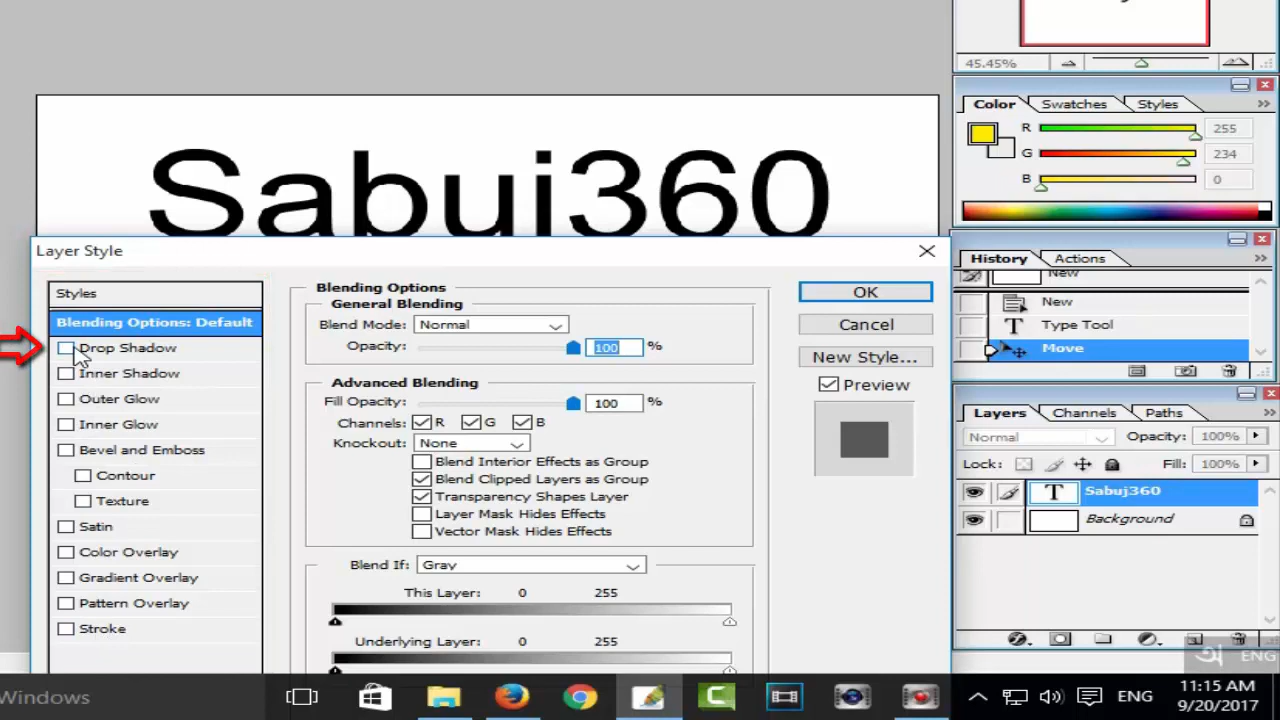 45.45%
Color Swatches Styles
R 255
G 234
B 0
Sabuj360
Layer Style
Styles
Blending Options: Default
Drop Shadow
Inner Shadow
Outer Glow
Inner Glow
Bevel and Emboss
Contour
Texture
Satin
Color Overlay
Gradient Overlay
Pattern Overlay
Stroke
Blending Options
General Blending
Blend Mode: Normal
Opacity: 100 %
Advanced Blending
Fill Opacity: 100 %
Channels: R G B
Knockout: None
Blend Interior Effects as Group
Blend Clipped Layers as Group
Transparency Shapes Layer
Layer Mask Hides Effects
Vector Mask Hides Effects
Blend If: Gray
This Layer: 0 255
Underlying Layer: 0 255
OK
Cancel
New Style...
Preview
History Actions
New
New
Type Tool
Move
Layers Channels Paths
Normal Opacity: 100%
Lock: Fill: 100%
T Sabuj360
Background
অ ENG
Windows
ENG
11:15 AM
9/20/2017